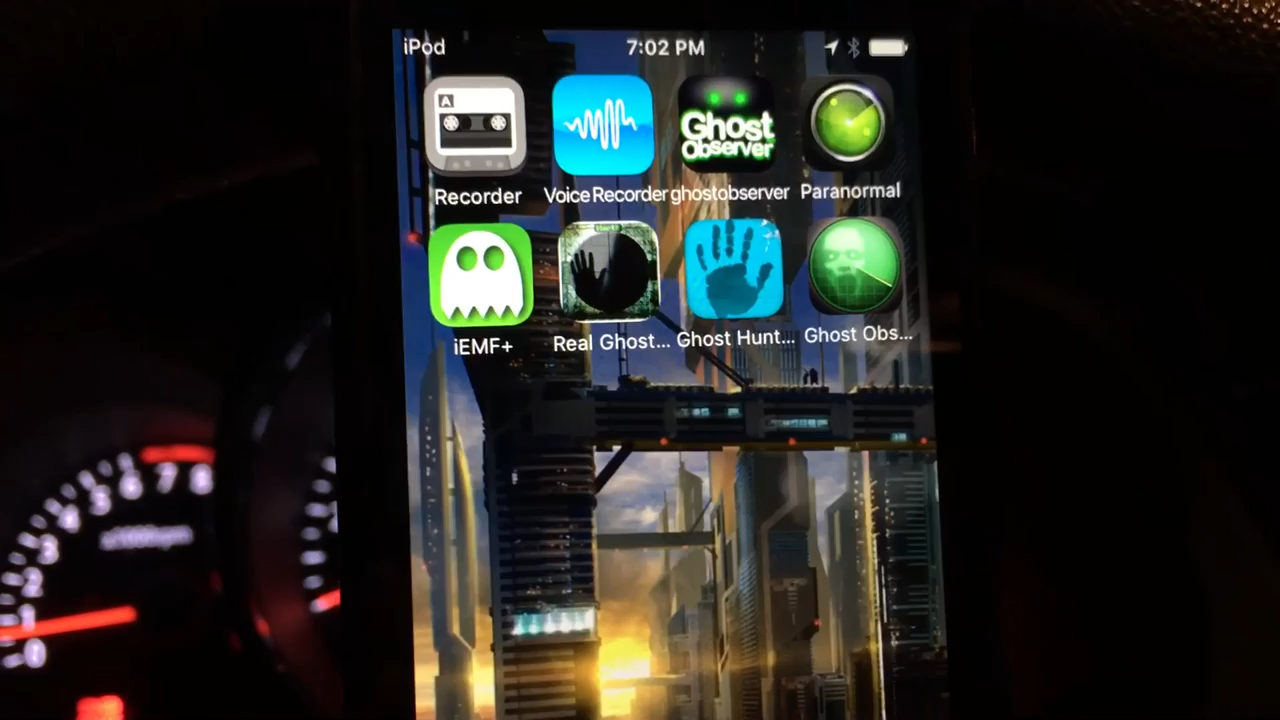 iPod 7:02 PM
A
Ghost
Observer
Recorder Voice Recorder ghostobserver Paranormal
iEMF+ Real Ghost... Ghost Hunt... Ghost Obs...
8
7
6
5
4
3
2
1
0
x1000rpm